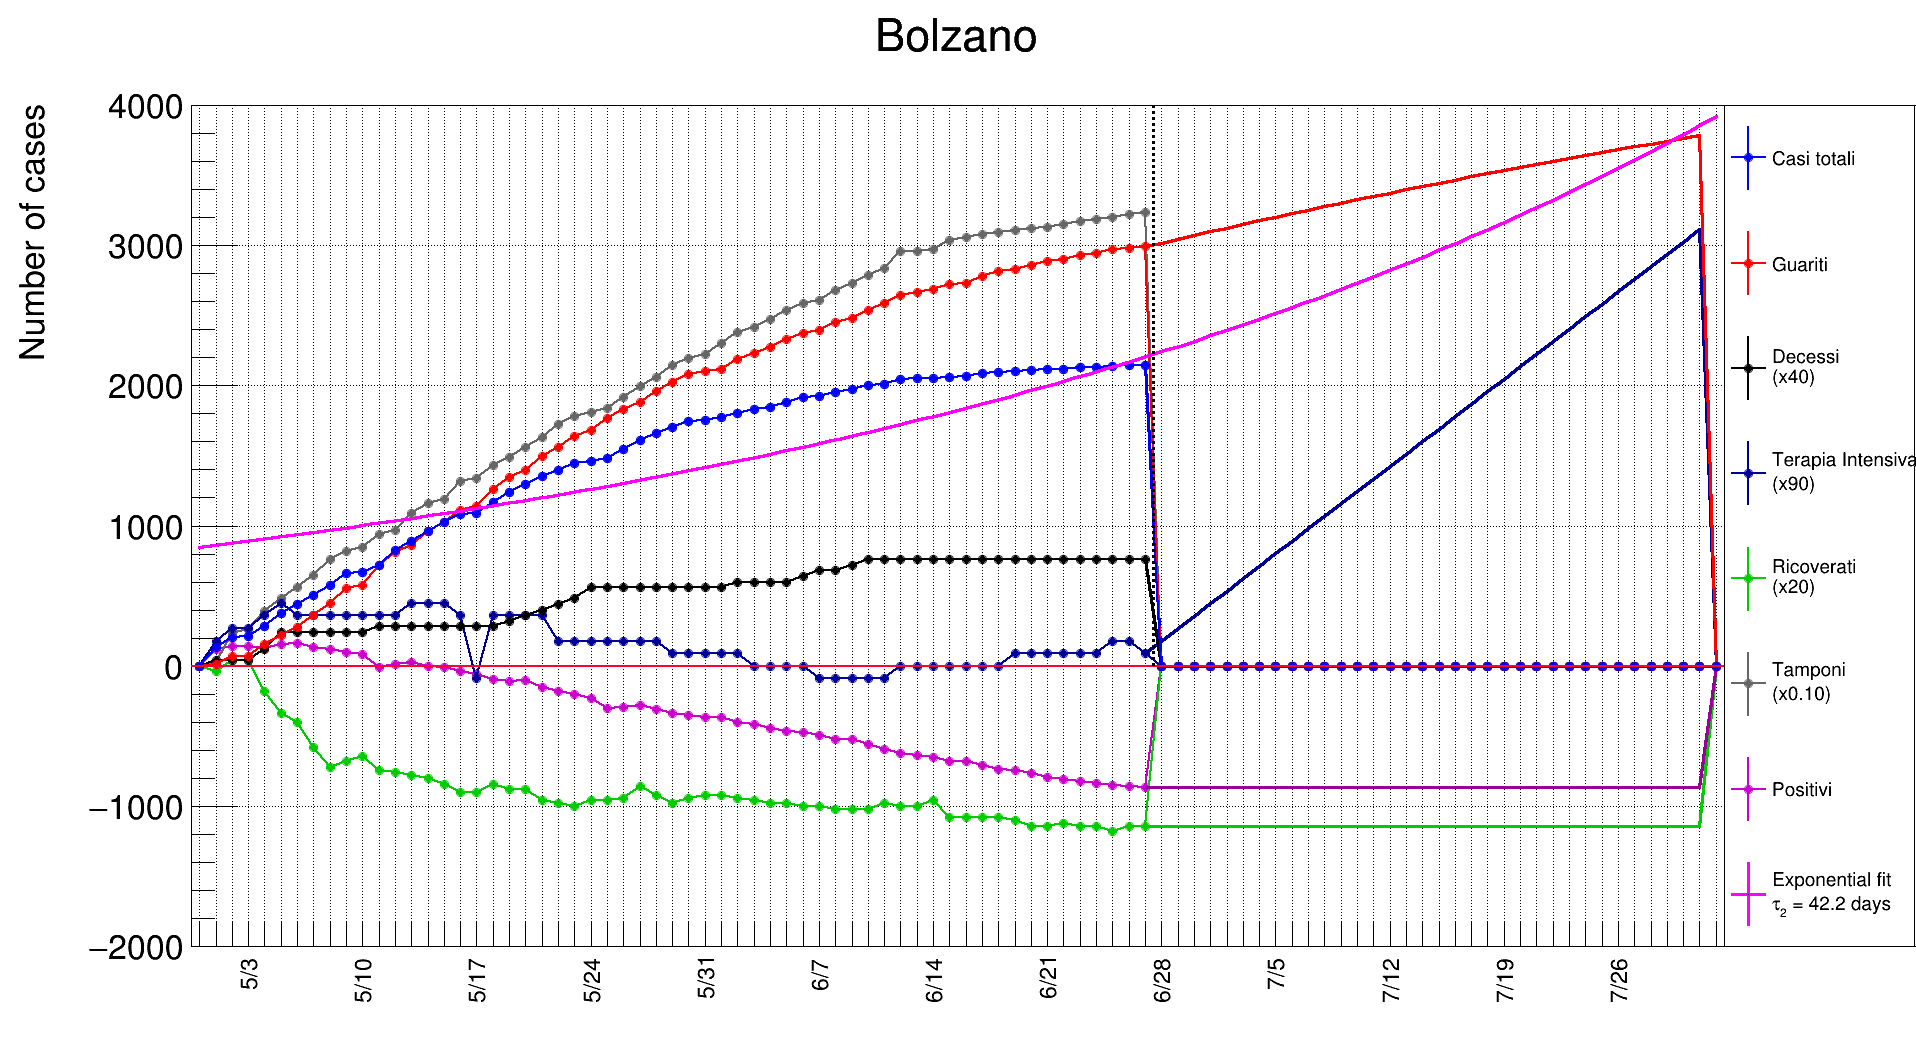 Bolzano
Number of cases
4000
3000
2000
1000
0
−1000
−2000
5/3
5/10
5/17
5/24
5/31
6/7
6/14
6/21
6/28
7/5
7/12
7/19
7/26
Casi totali
Guariti
Decessi
(x40)
Terapia Intensiva
(x90)
Ricoverati
(x20)
Tamponi
(x0.10)
Positivi
Exponential fit
τ2 = 42.2 days